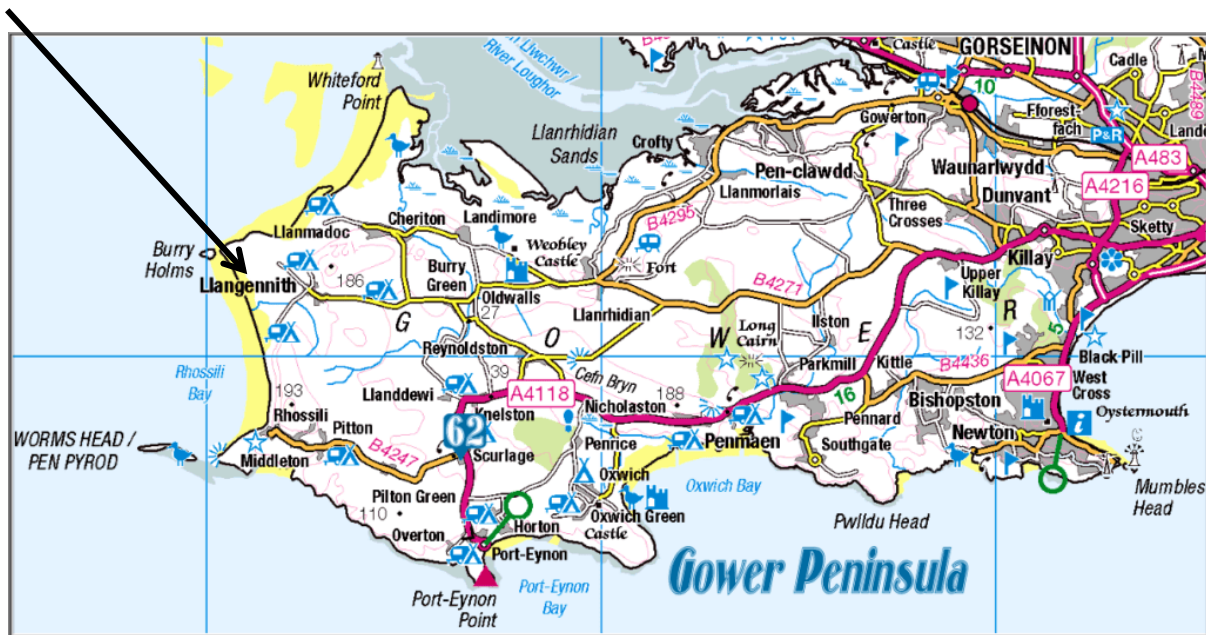 Whiteford
Point
River Loughor
Castle
GORSEINON
10
Cadle
B4489
Fforest-
fach
P&R
Gowerton
A483
A4216
Llanrhidian
Sands
Crofty
Pen-clawdd
Llanmorlais
Waunarlwydd
Dunvant
Three
Crosses
Sketty
Killay
Upper
Killay
B4295
Cheriton
Landimore
Weobley
Castle
Llanmadoc
Burry
Holms
Llangennith
186
Burry
Green
Oldwalls
27
Fort
B4271
Llanrhidian
Ilston
Long
Cairn
G O W E R
132
5
Black Pill
B4436
A4067
West
Cross
Reynoldston
39
Cefn Bryn
188
Parkmill
Kittle
16
Rhossili
Bay
193
Llanddewi
A4118
Knelston
Nicholaston
Penmaen
Pennard
Southgate
Bishopston
Newton
Oystermouth
i
Rhossili
Pitton
Middleton
B4247
62
Scurlage
Penrice
Oxwich
Oxwich Bay
WORMS HEAD /
PEN PYROD
Pilton Green
110
Overton
Horton
Oxwich Green
Castle
Port-Eynon
Port-Eynon
Point
Port-Eynon
Bay
Pwlldu Head
Mumbles
Head
Gower Peninsula